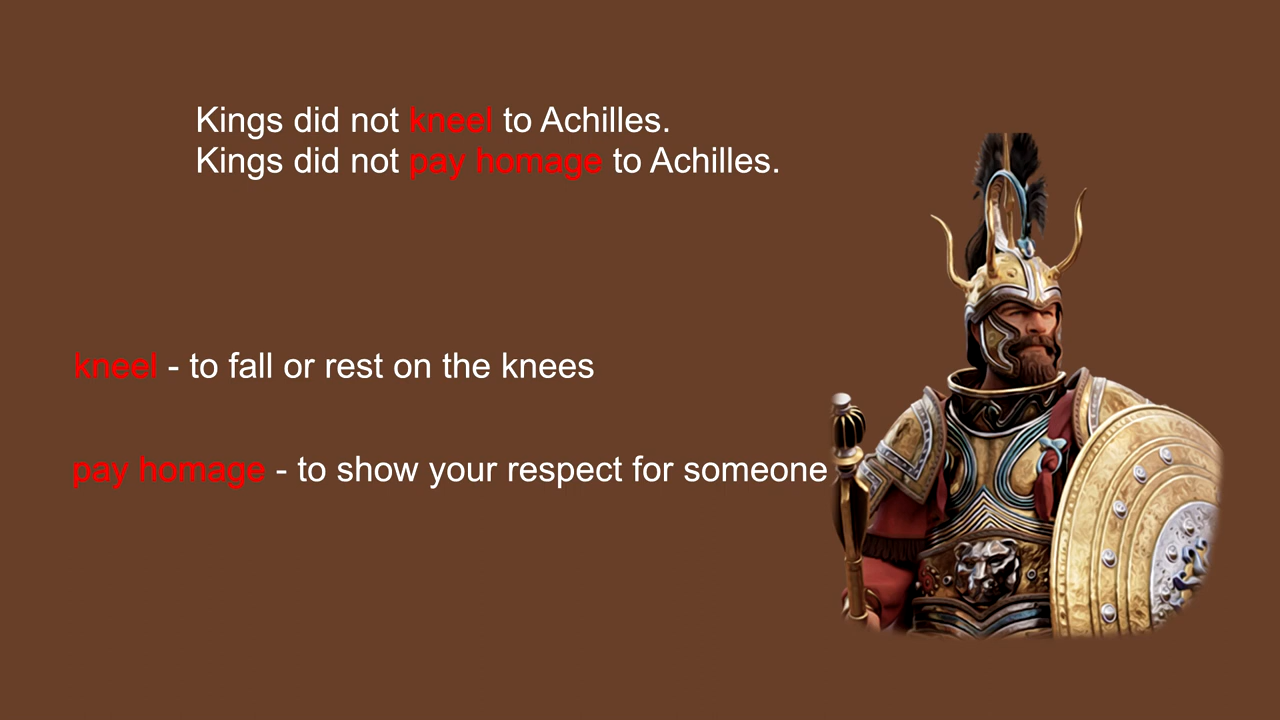 Kings did not kneel to Achilles.
Kings did not pay homage to Achilles.
kneel - to fall or rest on the knees
pay homage - to show your respect for someone